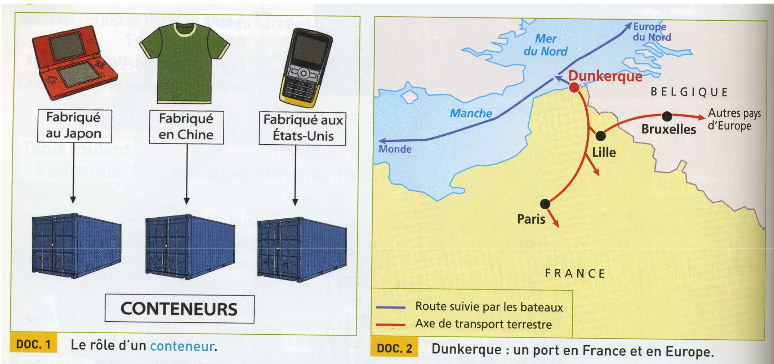 Fabriqué
au Japon
Fabriqué
en Chine
Fabriqué aux
États-Unis
CONTENEURS
DOC. 1 Le rôle d'un conteneur.
Europe
du Nord
Mer
du Nord
Dunkerque
BELGIQUE
Manche
Autres pays
d'Europe
Bruxelles
Monde
Lille
Paris
FRANCE
Route suivie par les bateaux
Axe de transport terrestre
DOC. 2 Dunkerque : un port en France et en Europe.